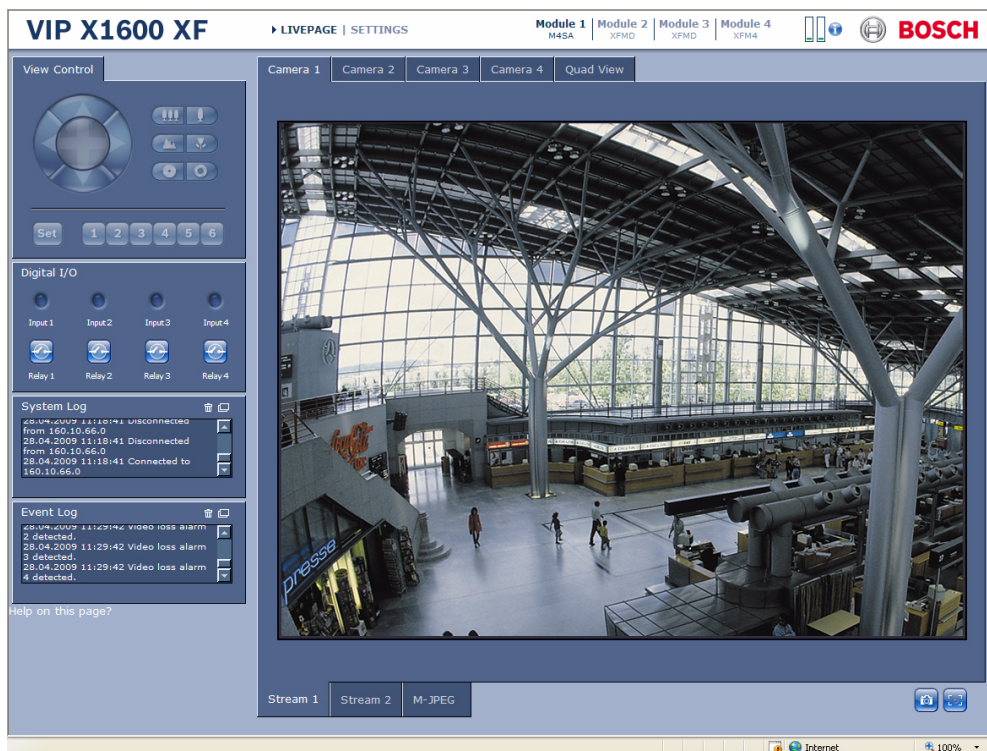 VIP X1600 XF
LIVEPAGE | SETTINGS
Module 1 | Module 2 | Module 3 | Module 4
M4SA XFMD XFMD XFM4
BOSCH
View Control
Set 1 2 3 4 5 6
Digital I/O
Input 1 Input 2 Input 3 Input 4
Relay 1 Relay 2 Relay 3 Relay 4
System Log
28.04.2009 11:18:41 Disconnected
from 160.10.66.0
28.04.2009 11:18:41 Disconnected
from 160.10.66.0
28.04.2009 11:18:41 Connected to
160.10.66.0
Event Log
28.04.2009 11:29:42 Video loss alarm
2 detected.
28.04.2009 11:29:42 Video loss alarm
3 detected.
28.04.2009 11:29:42 Video loss alarm
4 detected.
Help on this page?
Camera 1 Camera 2 Camera 3 Camera 4 Quad View
Coca-Cola
presse
Stream 1 Stream 2 M-JPEG
Internet 100%